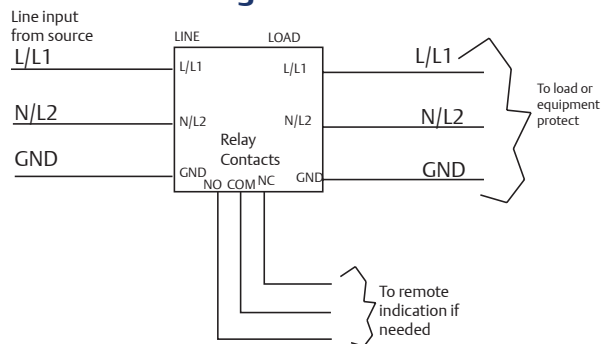 Line input
from source
L/L1
N/L2
GND
LINE
LOAD
L/L1
L/L1
N/L2
N/L2
Relay
Contacts
GND
GND
NO COM NC
L/L1
N/L2
GND
To load or
equipment
protect
To remote
indication if
needed